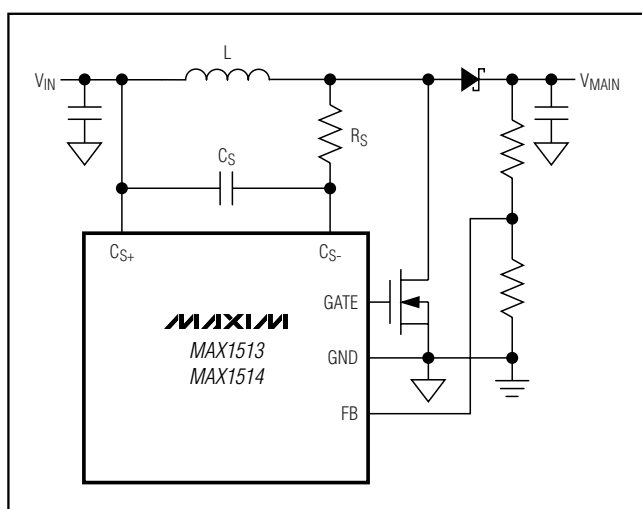 L
VIN
VMAIN
RS
CS
CS+
CS-
GATE
MAXIM
MAX1513
MAX1514
GND
FB